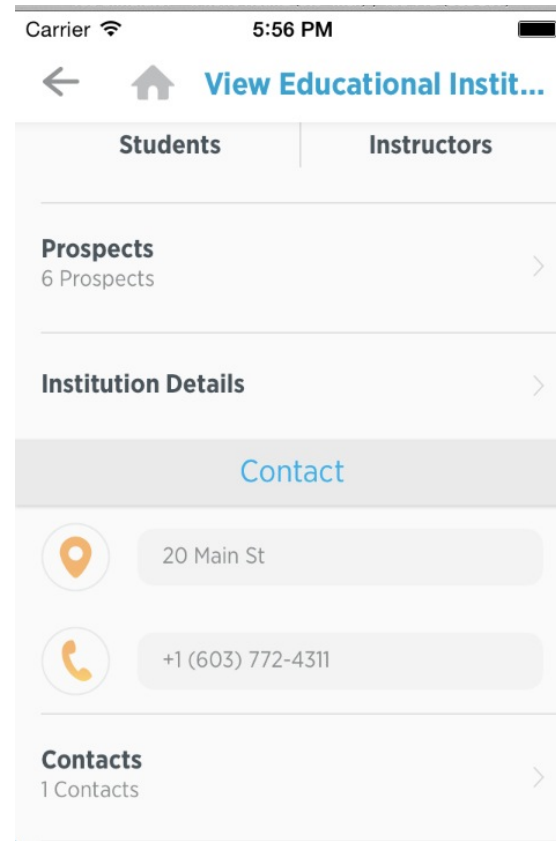 Carrier 5:56 PM
View Educational Instit...
Students Instructors
Prospects
6 Prospects
Institution Details
Contact
20 Main St
+1 (603) 772-4311
Contacts
1 Contacts